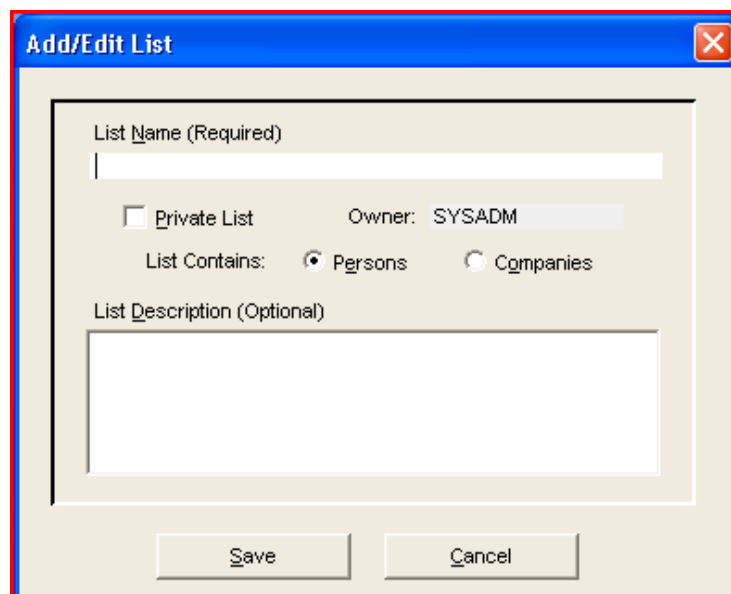 Add/Edit List
List Name (Required)
Private List Owner: SYSADM
List Contains: Persons Companies
List Description (Optional)
Save Cancel